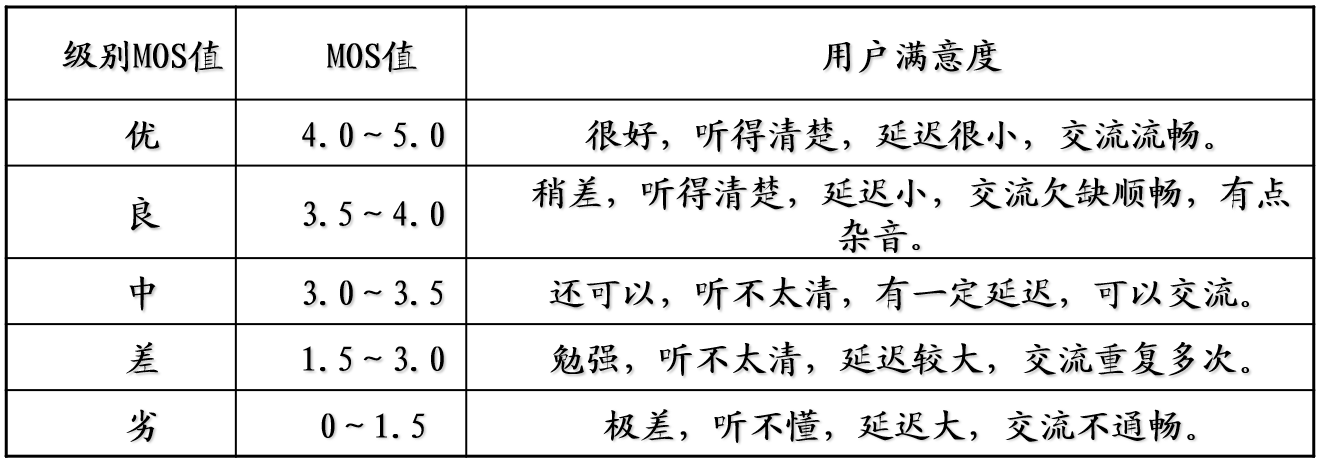 级别MOS值 MOS值 用户满意度
优 4.0~5.0 很好，听得清楚，延迟很小，交流流畅。
良 3.5~4.0 稍差，听得清楚，延迟小，交流欠缺顺畅，有点
杂音。
中 3.0~3.5 还可以，听不太清，有一定延迟，可以交流。
差 1.5~3.0 勉强，听不太清，延迟较大，交流重复多次。
劣 0~1.5 极差，听不懂，延迟大，交流不通畅。